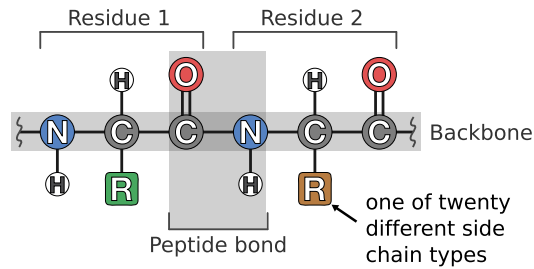 Residue 1 Residue 2
H O H O
N C C N C C Backbone
H R H R
one of twenty
different side
chain types
Peptide bond